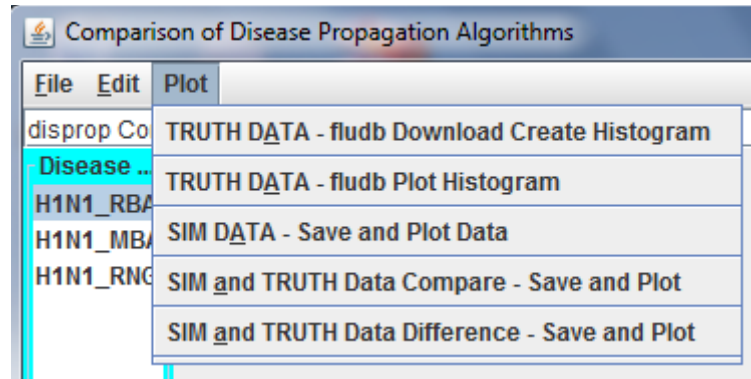 Comparison of Disease Propagation Algorithms
File Edit Plot
disprop Co
TRUTH DATA - fludb Download Create Histogram
Disease ...
TRUTH DATA - fludb Plot Histogram
H1N1_RBA
H1N1_MBA
SIM DATA - Save and Plot Data
H1N1_RNG
SIM and TRUTH Data Compare - Save and Plot
SIM and TRUTH Data Difference - Save and Plot